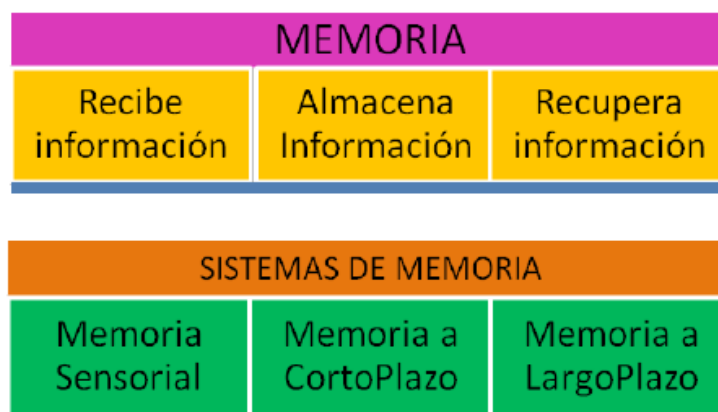 MEMORIA
Recibe
información
Almacena
Información
Recupera
información
SISTEMAS DE MEMORIA
Memoria
Sensorial
Memoria a
CortoPlazo
Memoria a
LargoPlazo